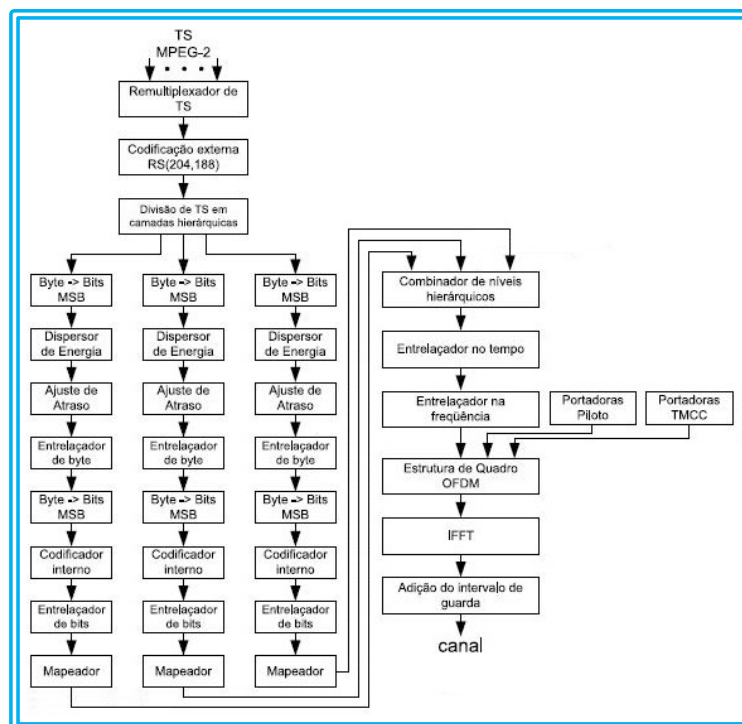 TS
MPEG-2
• • •
Remultiplexador de
TS
Codificação externa
RS(204,188)
Divisão de TS em
camadas hierárquicas
Byte -> Bits
MSB
Dispersor
de Energia
Ajuste de
Atraso
Entrelaçador
de byte
Byte -> Bits
MSB
Codificador
interno
Entrelaçador
de bits
Mapeador
Byte -> Bits
MSB
Dispersor
de Energia
Ajuste de
Atraso
Entrelaçador
de byte
Byte -> Bits
MSB
Codificador
interno
Entrelaçador
de bits
Mapeador
Byte -> Bits
MSB
Dispersor
de Energia
Ajuste de
Atraso
Entrelaçador
de byte
Byte -> Bits
MSB
Codificador
interno
Entrelaçador
de bits
Mapeador
Combinador de níveis
hierárquicos
Entrelaçador no tempo
Entrelaçador na
freqüência
Portadoras
Piloto
Portadoras
TMCC
Estrutura de Quadro
OFDM
IFFT
Adição do intervalo de
guarda
canal